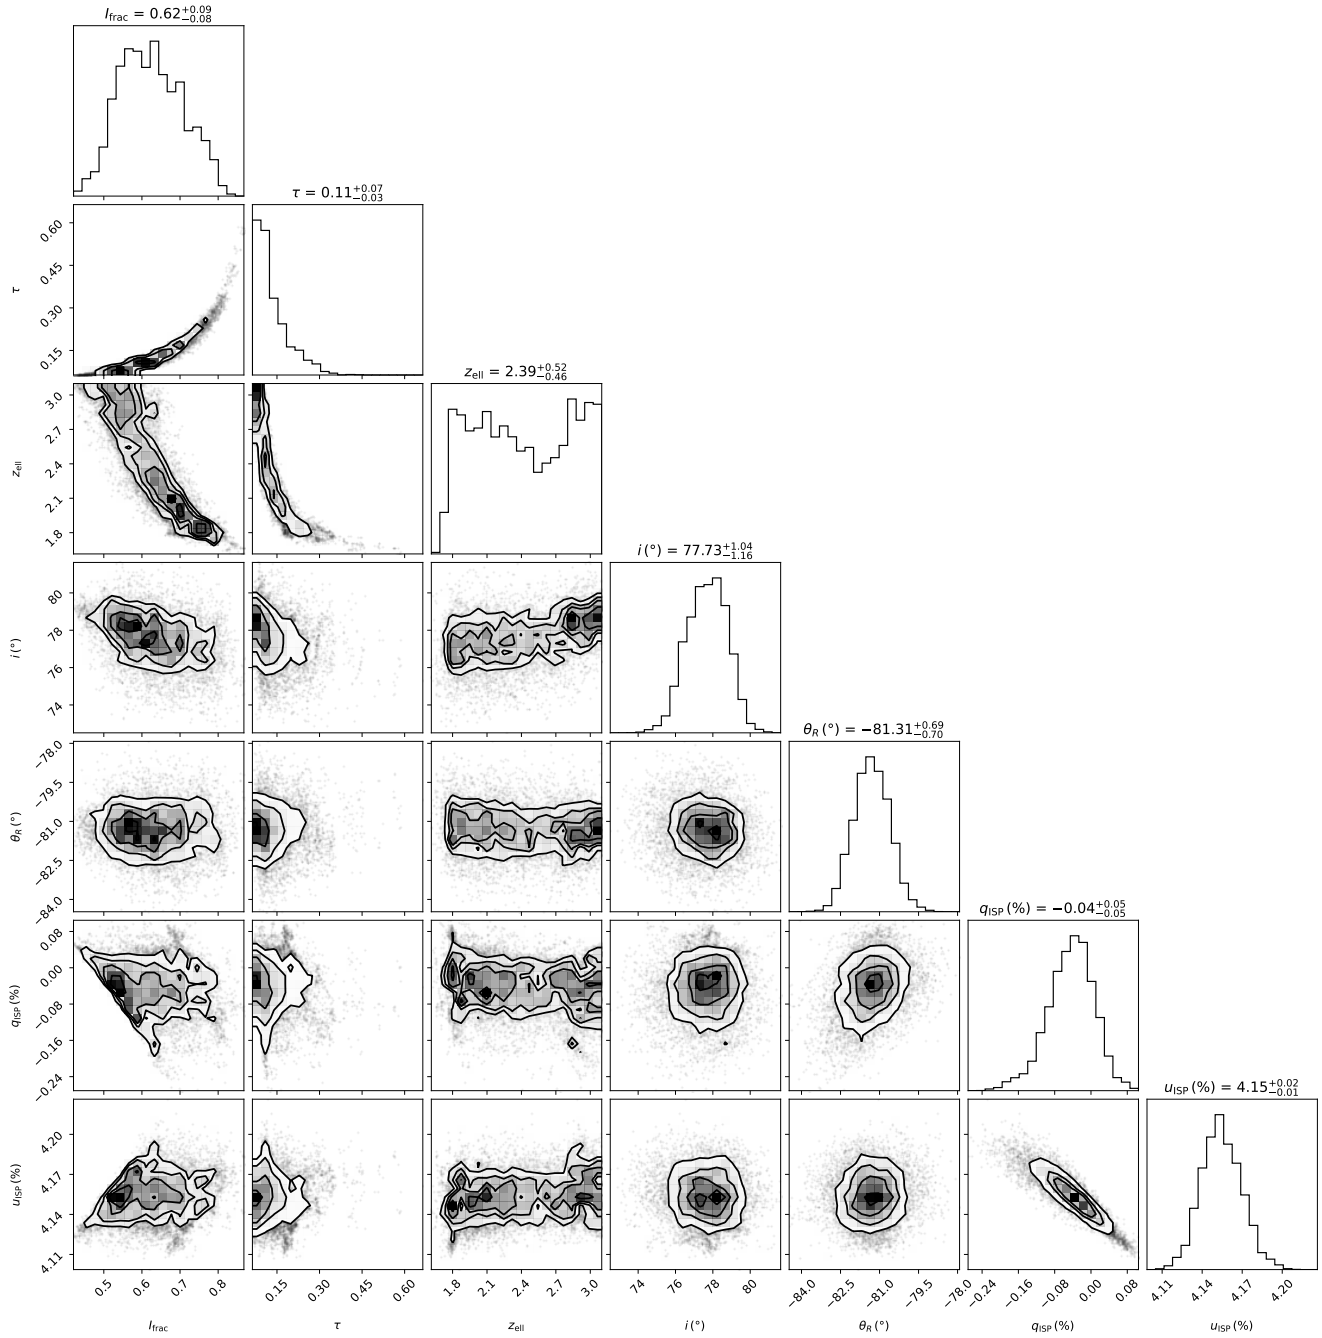 I_frac = 0.62 +0.09 −0.08
τ = 0.11 +0.07 −0.03
0.60
0.45
0.30
0.15
τ
z_ell = 2.39 +0.52 −0.46
3.0
2.7
2.4
2.1
1.8
z_ell
i (°) = 77.73 +1.04 −1.16
80
78
76
74
i (°)
θ_R (°) = −81.31 +0.69 −0.70
−78.0
−79.5
−81.0
−82.5
−84.0
θ_R (°)
q_ISP (%) = −0.04 +0.05 −0.05
0.08
0.00
−0.08
−0.16
−0.24
q_ISP (%)
u_ISP (%) = 4.15 +0.02 −0.01
4.20
4.17
4.14
4.11
u_ISP (%)
0.5 0.6 0.7 0.8 0.15 0.30 0.45 0.60 1.8 2.1 2.4 2.7 3.0 74 76 78 80 −84.0 −82.5 −81.0 −79.5 −78.0 −0.24 −0.16 −0.08 0.00 0.08 4.11 4.14 4.17 4.20
I_frac τ z_ell i (°) θ_R (°) q_ISP (%) u_ISP (%)